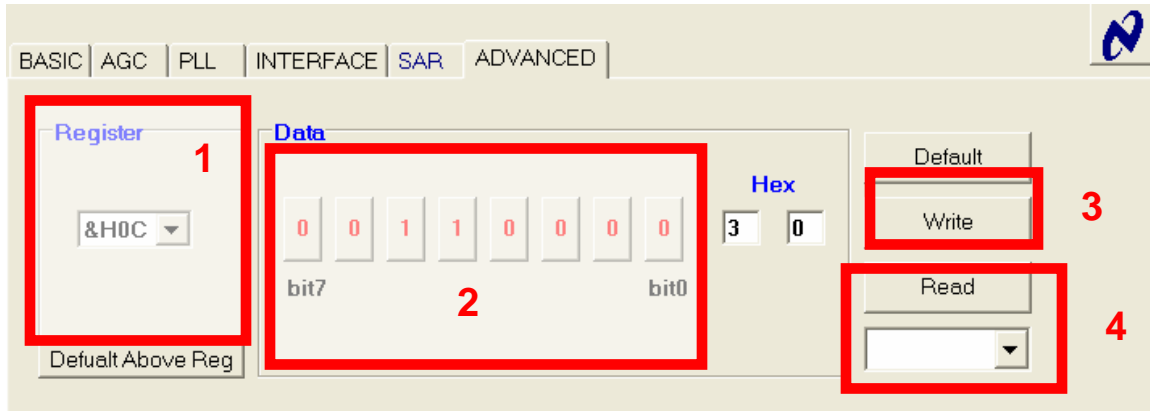 BASIC AGC PLL INTERFACE SAR ADVANCED
Register
1
&H0C
Defualt Above Reg
Data
0 0 1 1 0 0 0 0
bit7 bit0
2
Hex
3 0
Default
Write
3
Read
4